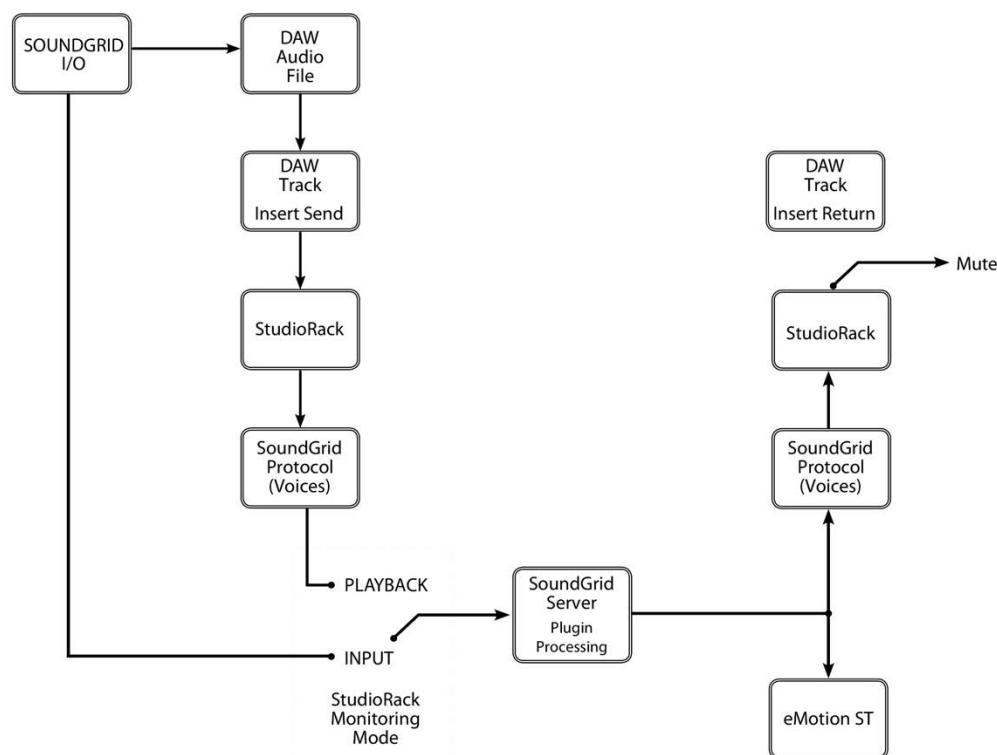 SOUNDGRID
I/O
DAW
Audio
File
DAW
Track
Insert Send
DAW
Track
Insert Return
Mute
StudioRack
StudioRack
SoundGrid
Protocol
(Voices)
SoundGrid
Protocol
(Voices)
PLAYBACK
SoundGrid
Server
Plugin
Processing
INPUT
StudioRack
Monitoring
Mode
eMotion ST